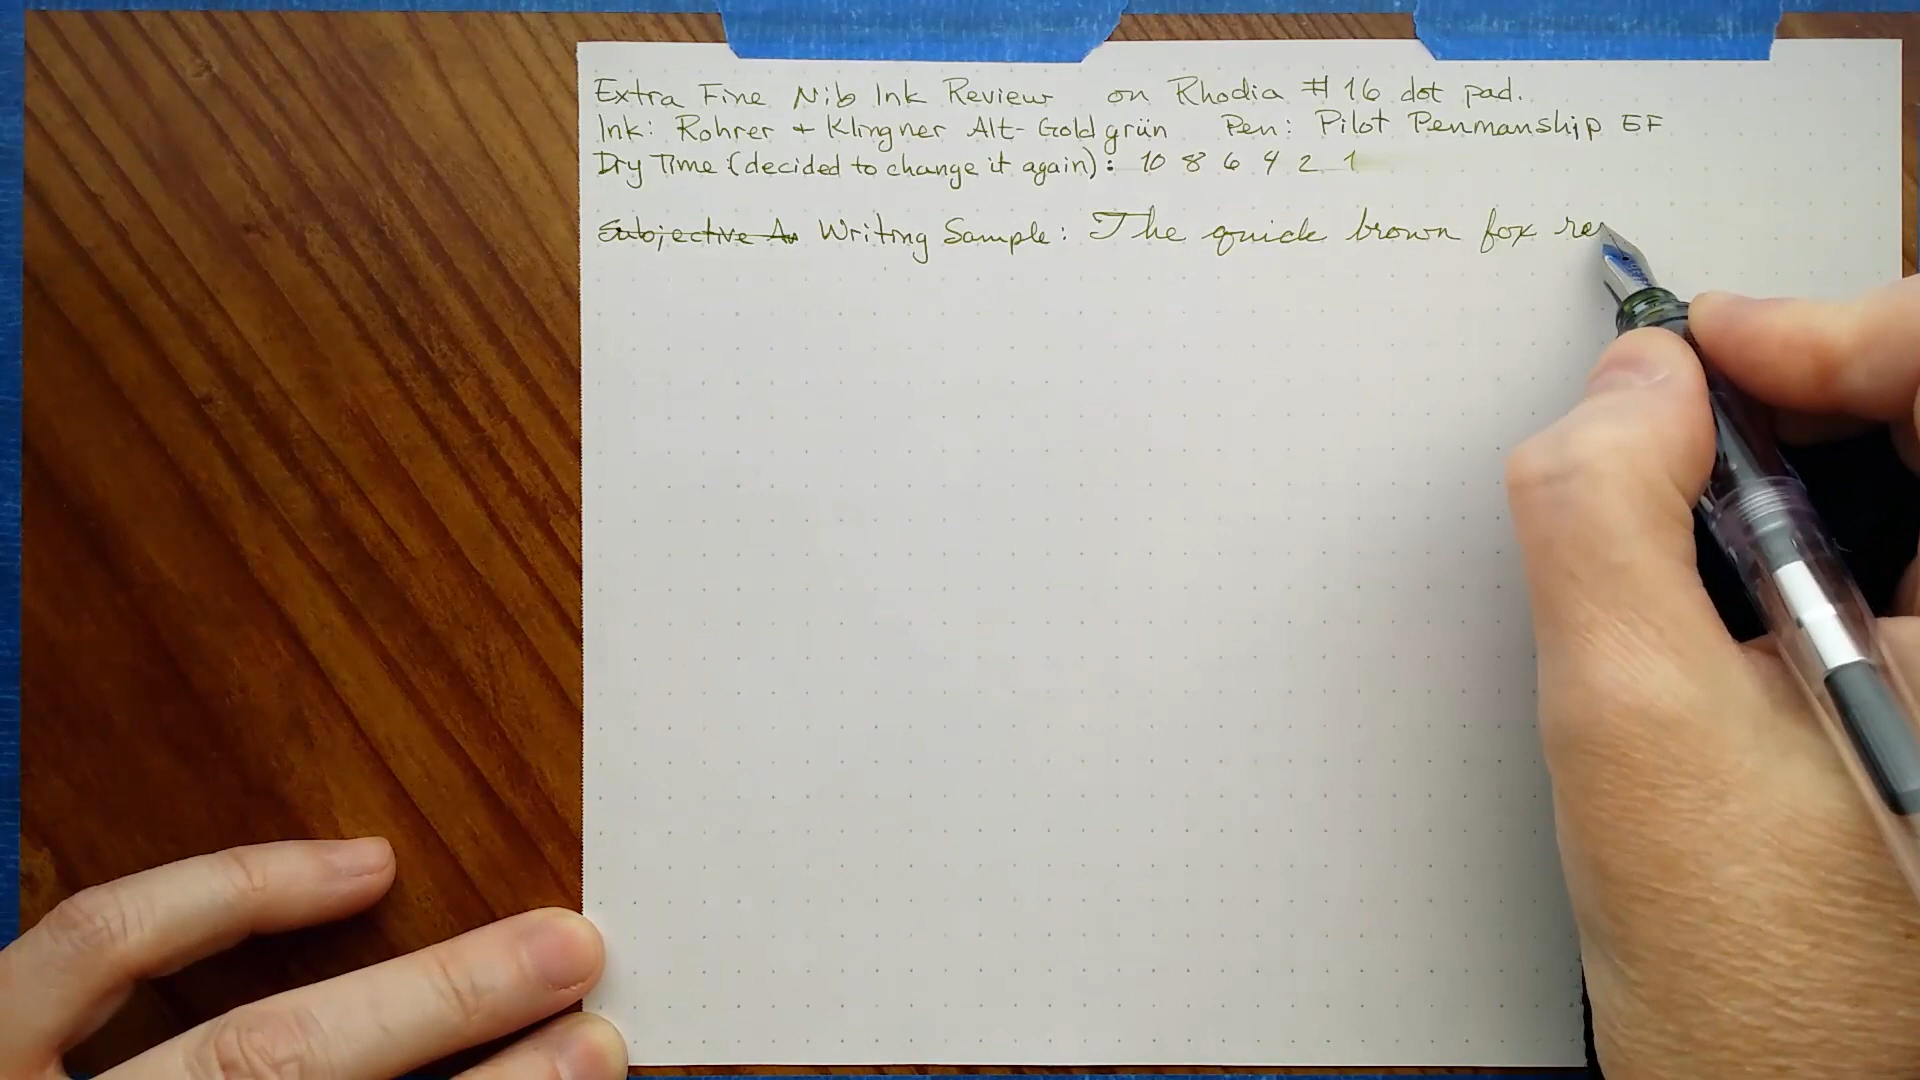 Extra Fine Nib Ink Review on Rhodia #16 dot pad.
Ink: Rohrer + Klingner Alt-Goldgrün Pen: Pilot Penmanship EF
Dry Time (decided to change it again): 10 8 6 4 2 1
Subjective Writing Sample: The quick brown fox